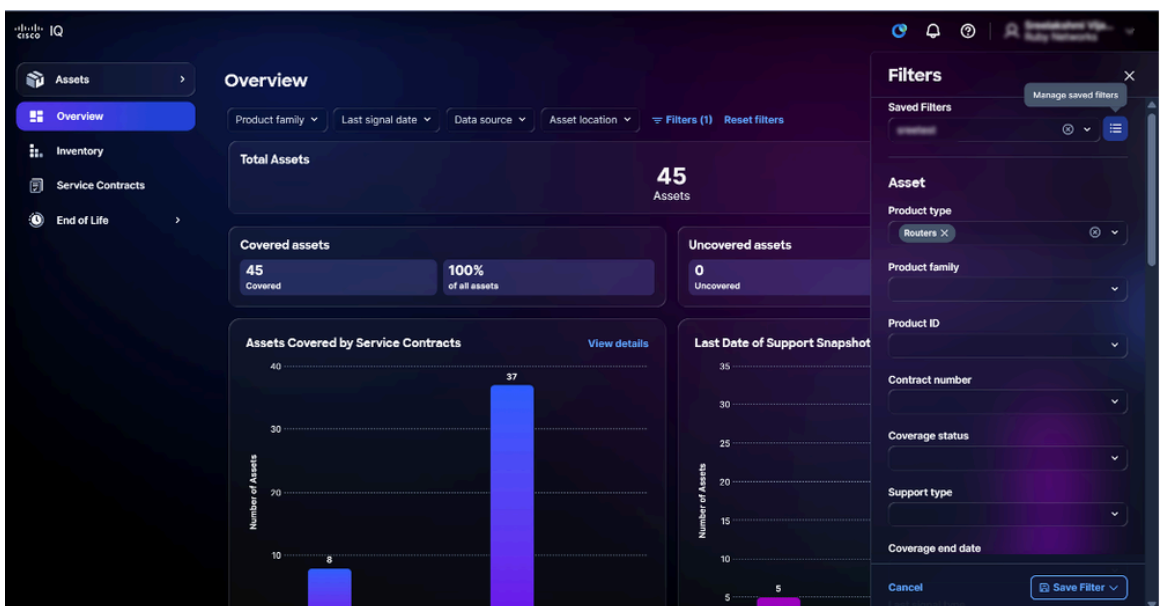 cisco IQ
Assets
Overview
Inventory
Service Contracts
End of Life
Overview
Product family
Last signal date
Data source
Asset location
Filters (1)
Reset filters
Total Assets
45
Assets
Covered assets
45
Covered
100%
of all assets
Uncovered assets
0
Uncovered
Assets Covered by Service Contracts
View details
Number of Assets
40
30
20
10
37
8
Last Date of Support Snapshot
Number of Assets
35
30
25
20
15
10
5
5
Filters
Manage saved filters
Saved Filters
Asset
Product type
Routers
Product family
Product ID
Contract number
Coverage status
Support type
Coverage end date
Cancel
Save Filter